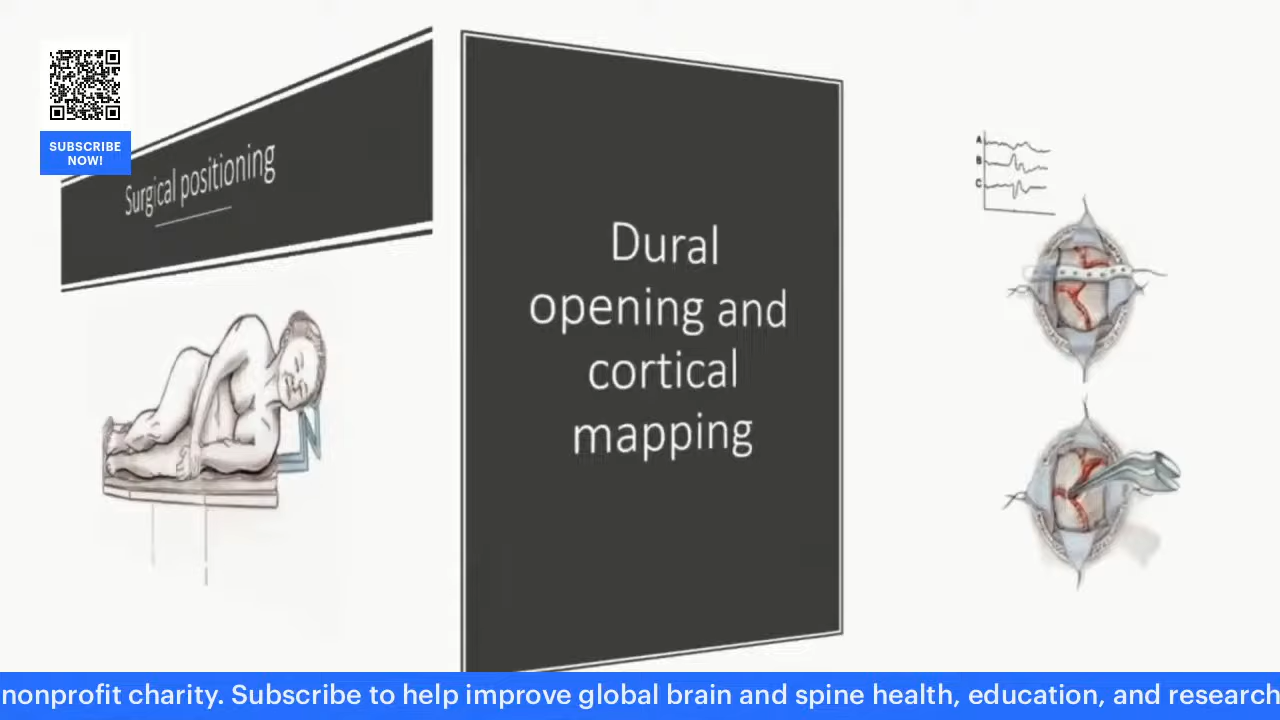 SUBSCRIBE
NOW!
Surgical positioning
Dural
opening and
cortical
mapping
A
B
C
nonprofit charity. Subscribe to help improve global brain and spine health, education, and research